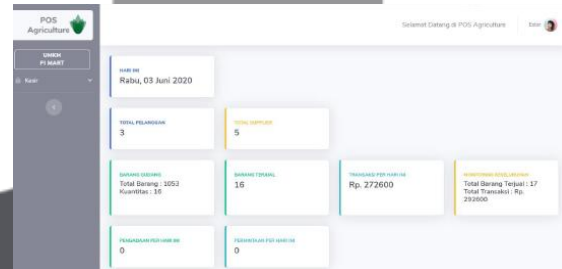 POS
Agriculture
Selamat Datang di POS Agriculture
Kasir
UMKM
PI MART
Kasir
HARI INI
Rabu, 03 Juni 2020
TOTAL PELANGGAN
3
TOTAL SUPPLIER
5
BARANG GUDANG
Total Barang : 1053
Kuantitas : 16
BARANG TERJUAL
16
TRANSAKSI PER HARI INI
Rp. 272600
Total Barang Terjual : 17
Total Transaksi : Rp.
292600
PENGADAAN PER HARI INI
0
PERMINTAAN PER HARI INI
0